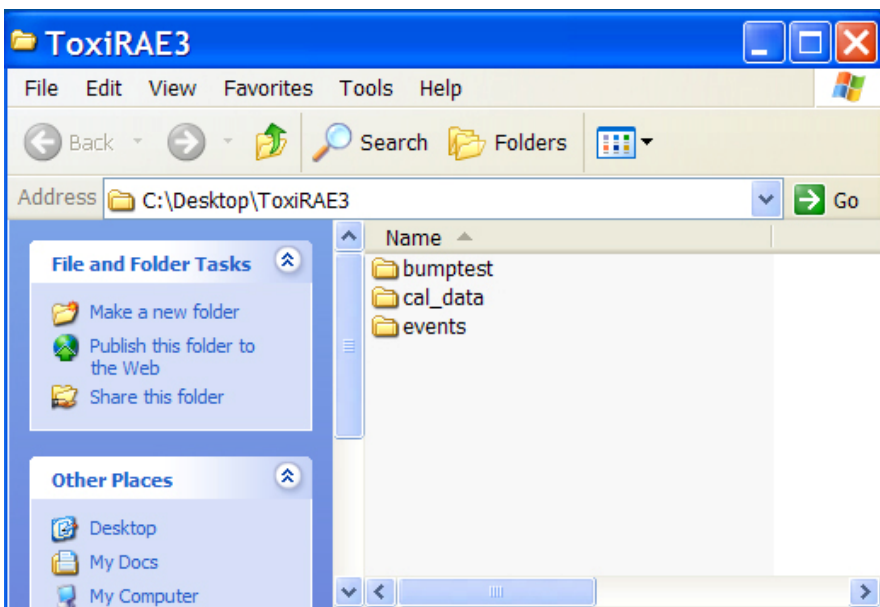 ToxiRAE3
File Edit View Favorites Tools Help
Back Search Folders
Address C:\Desktop\ToxiRAE3 Go
File and Folder Tasks
Make a new folder
Publish this folder to
the Web
Share this folder
Other Places
Desktop
My Docs
My Computer
Name
bumptest
cal_data
events